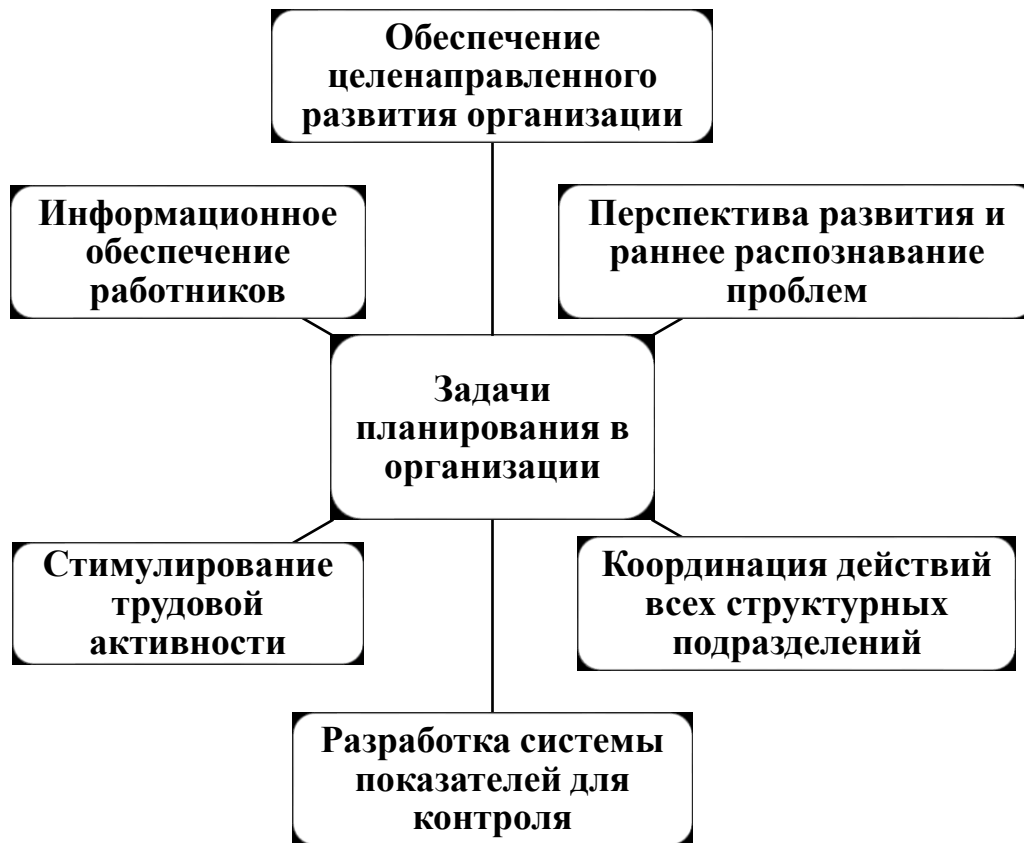 Обеспечение
целенаправленного
развития организации
Информационное
обеспечение
работников
Перспектива развития и
раннее распознавание
проблем
Задачи
планирования в
организации
Стимулирование
трудовой
активности
Координация действий
всех структурных
подразделений
Разработка системы
показателей для
контроля